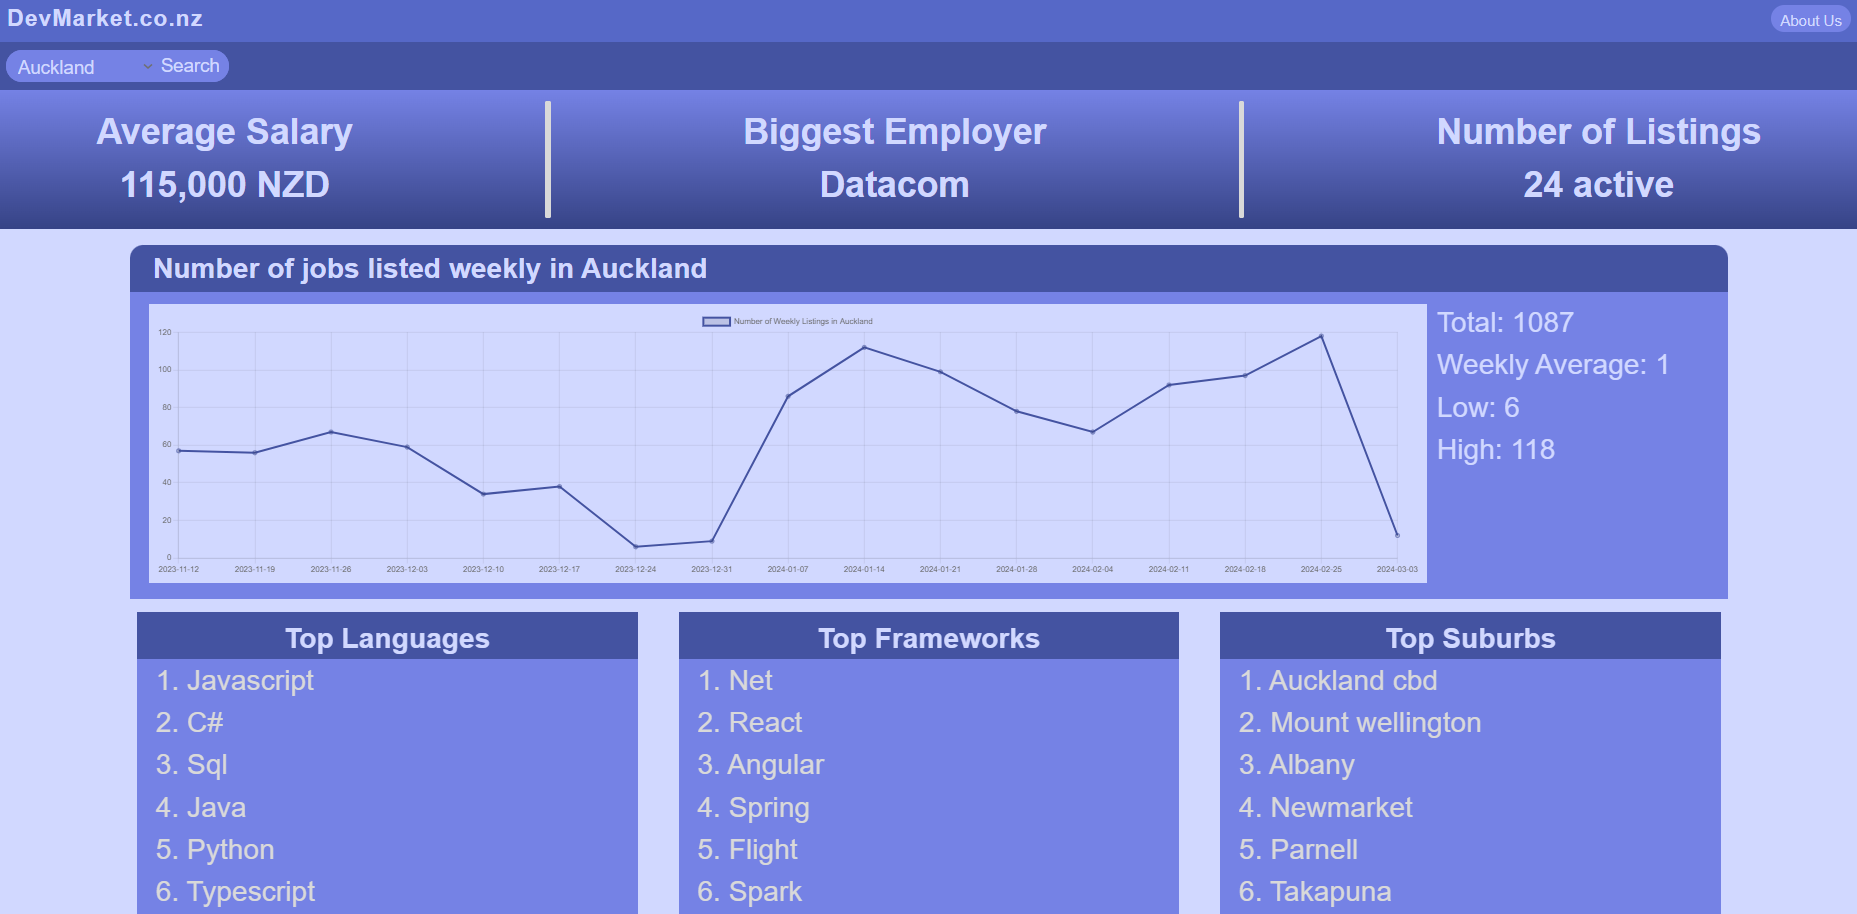 DevMarket.co.nz
About Us
Auckland
Search
Average Salary
115,000 NZD
Biggest Employer
Datacom
Number of Listings
24 active
Number of jobs listed weekly in Auckland
Number of Weekly Listings in Auckland
120
100
80
60
40
20
0
2023-11-12 2023-11-19 2023-11-26 2023-12-03 2023-12-10 2023-12-17 2023-12-24 2023-12-31 2024-01-07 2024-01-14 2024-01-21 2024-01-28 2024-02-04 2024-02-11 2024-02-18 2024-02-25 2024-03-03
Total: 1087
Weekly Average: 1
Low: 6
High: 118
Top Languages
1. Javascript
2. C#
3. Sql
4. Java
5. Python
6. Typescript
Top Frameworks
1. Net
2. React
3. Angular
4. Spring
5. Flight
6. Spark
Top Suburbs
1. Auckland cbd
2. Mount wellington
3. Albany
4. Newmarket
5. Parnell
6. Takapuna